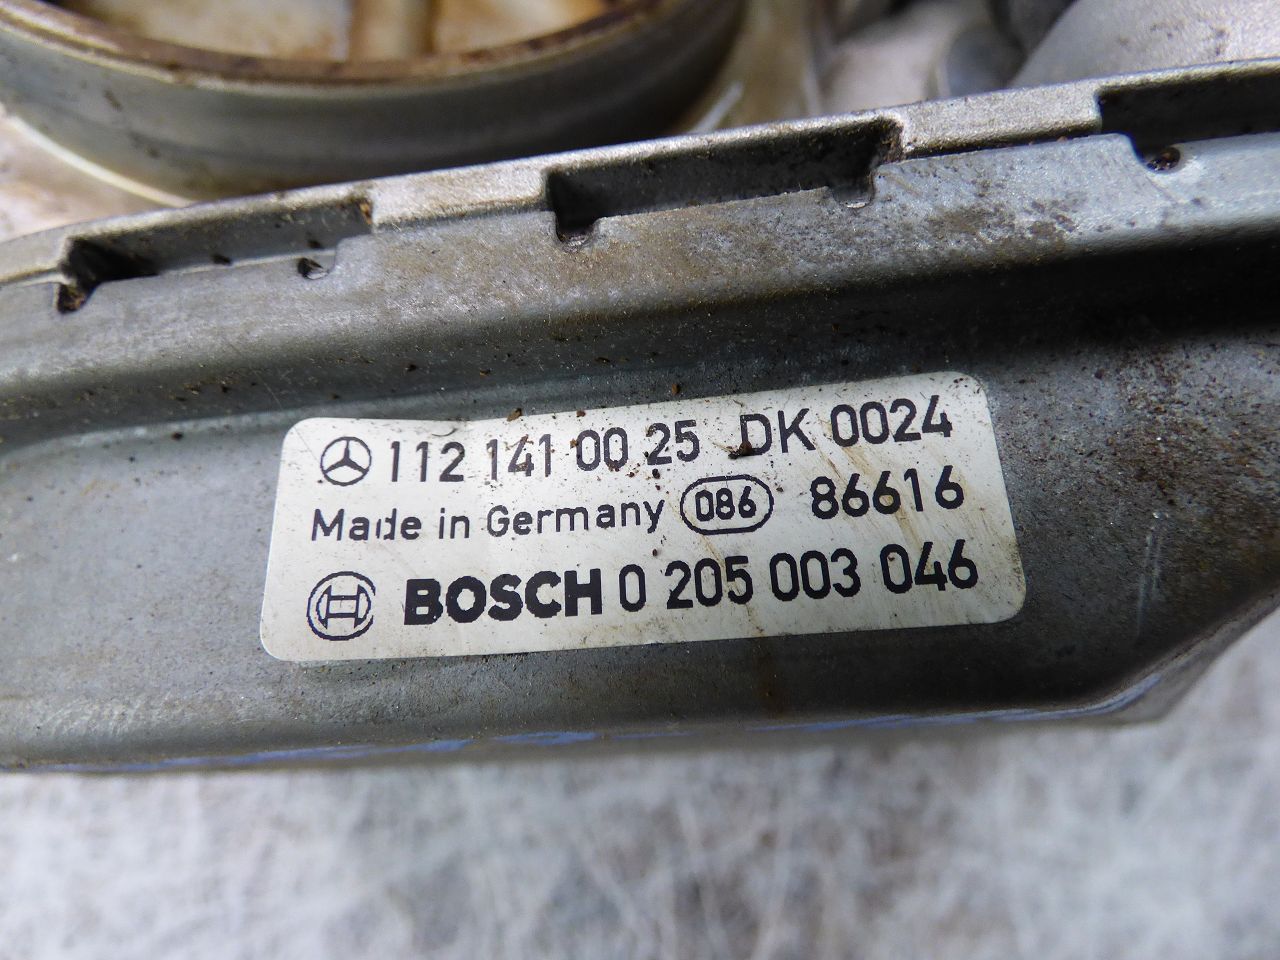 112 141 00 25 DK 0024
Made in Germany 086 86616
BOSCH 0 205 003 046